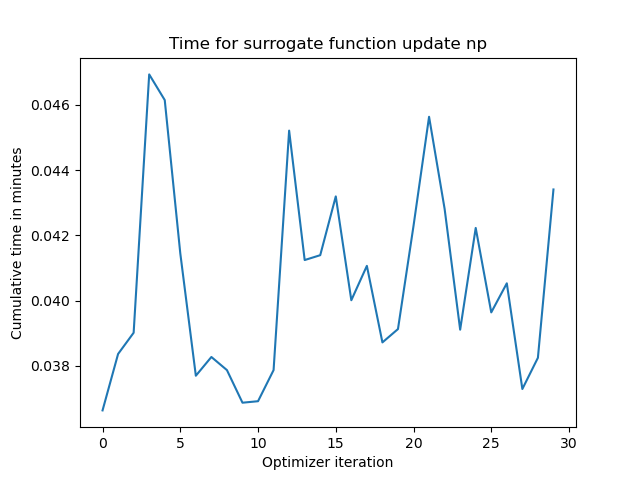 Time for surrogate function update np
Cumulative time in minutes
0.046
0.044
0.042
0.040
0.038
0 5 10 15 20 25 30
Optimizer iteration